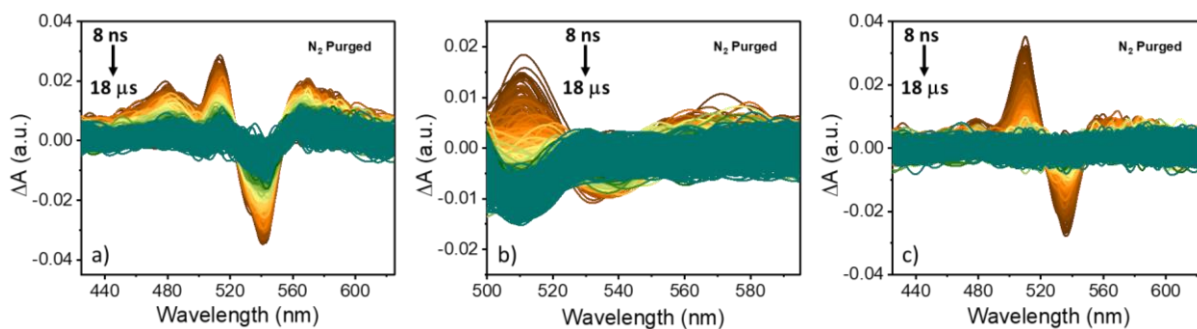 0.04
0.02
0.00
-0.02
-0.04
ΔA (a.u.)
8 ns
18 μs
N₂ Purged
a)
440 480 520 560 600
Wavelength (nm)
0.02
0.01
0.00
-0.01
-0.02
ΔA (a.u.)
8 ns
18 μs
N₂ Purged
b)
500 520 540 560 580
Wavelength (nm)
0.04
0.02
0.00
-0.02
-0.04
ΔA (a.u.)
8 ns
18 μs
N₂ Purged
c)
440 480 520 560 600
Wavelength (nm)